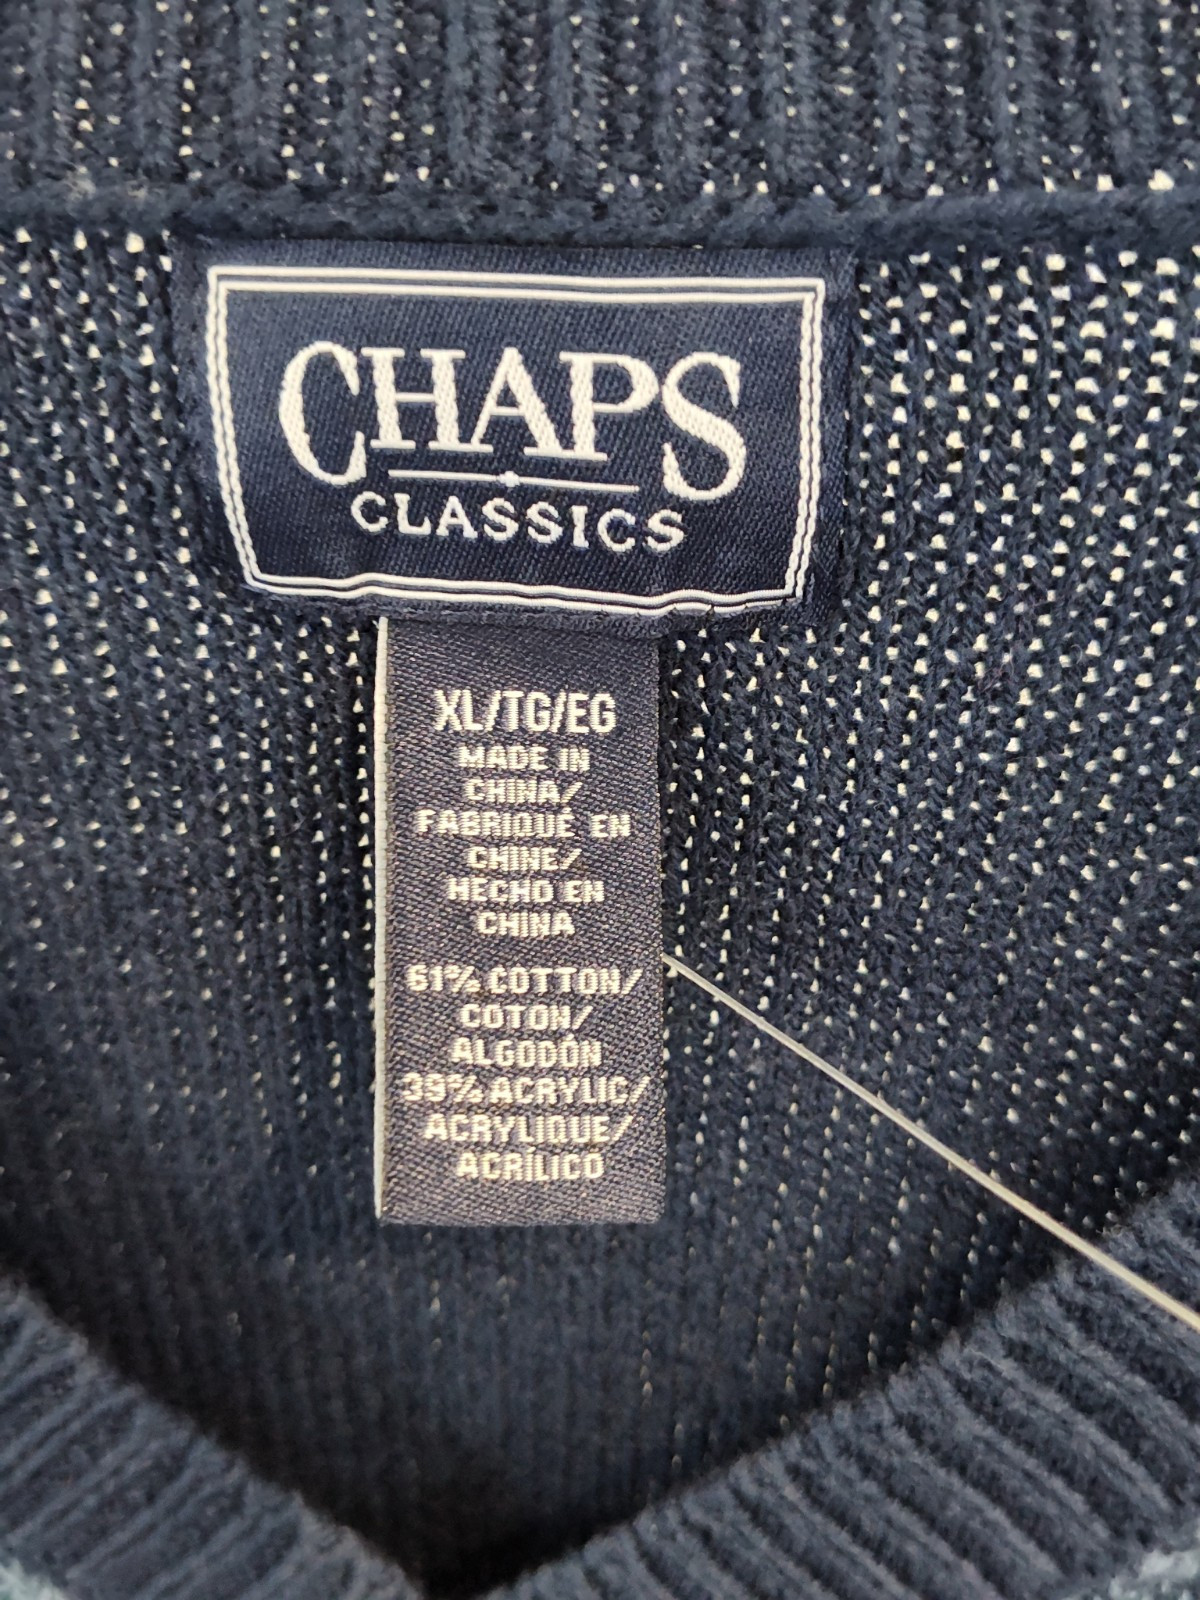 CHAPS
CLASSICS
XL/TG/EG
MADE IN
CHINA/
FABRIQUÉ EN
CHINE/
HECHO EN
CHINA
61% COTTON/
COTON/
ALGODÓN
39% ACRYLIC/
ACRYLIQUE/
ACRÍLICO